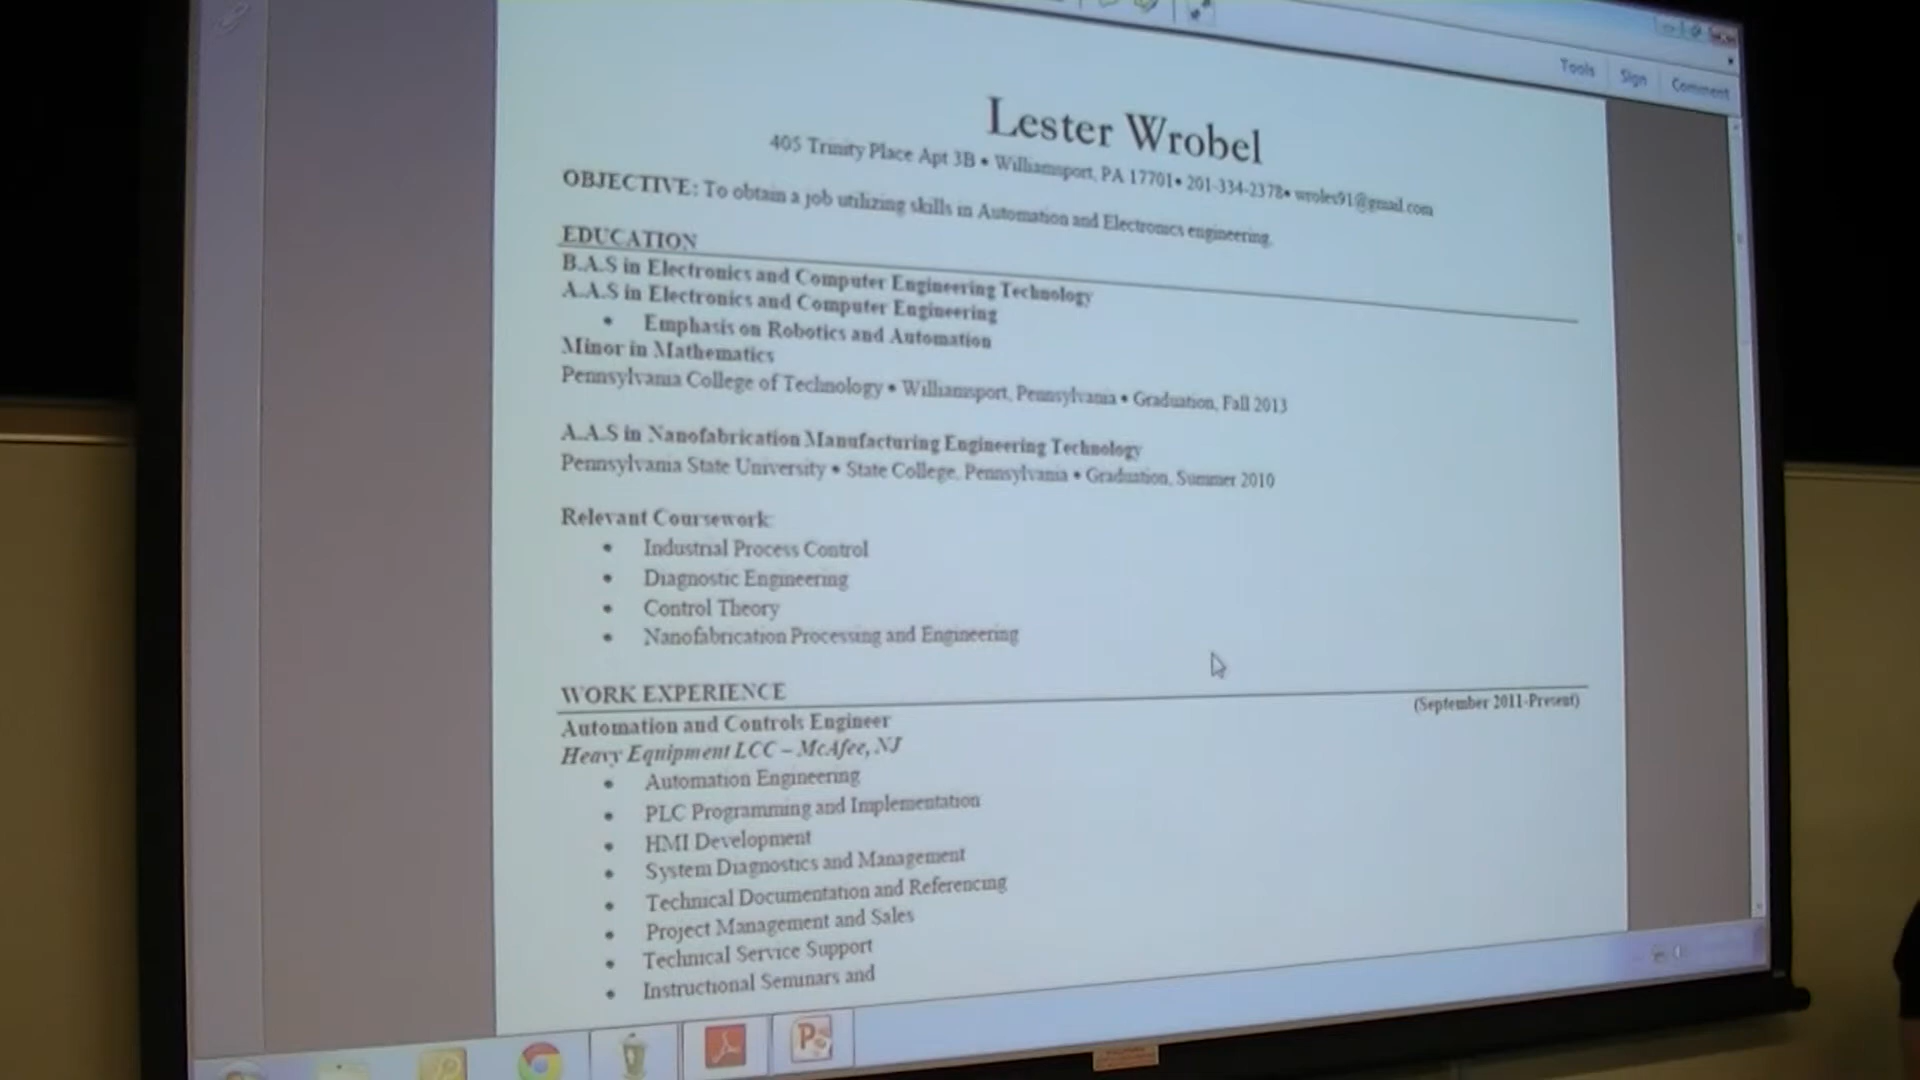 Tools Sign Comment
Lester Wrobel
405 Trinity Place Apt 3B • Williamsport, PA 17701• 201-334-2378• wroles91@gmail.com
OBJECTIVE: To obtain a job utilizing skills in Automation and Electronics engineering.
EDUCATION
B.A.S in Electronics and Computer Engineering Technology
A.A.S in Electronics and Computer Engineering
• Emphasis on Robotics and Automation
Minor in Mathematics
Pennsylvania College of Technology • Williamsport, Pennsylvania • Graduation, Fall 2013
A.A.S in Nanofabrication Manufacturing Engineering Technology
Pennsylvania State University • State College, Pennsylvania • Graduation, Summer 2010
Relevant Coursework:
• Industrial Process Control
• Diagnostic Engineering
• Control Theory
• Nanofabrication Processing and Engineering
WORK EXPERIENCE
Automation and Controls Engineer (September 2011-Present)
Heavy Equipment LCC – McAfee, NJ
• Automation Engineering
• PLC Programming and Implementation
• HMI Development
• System Diagnostics and Management
• Technical Documentation and Referencing
• Project Management and Sales
• Technical Service Support
• Instructional Seminars and